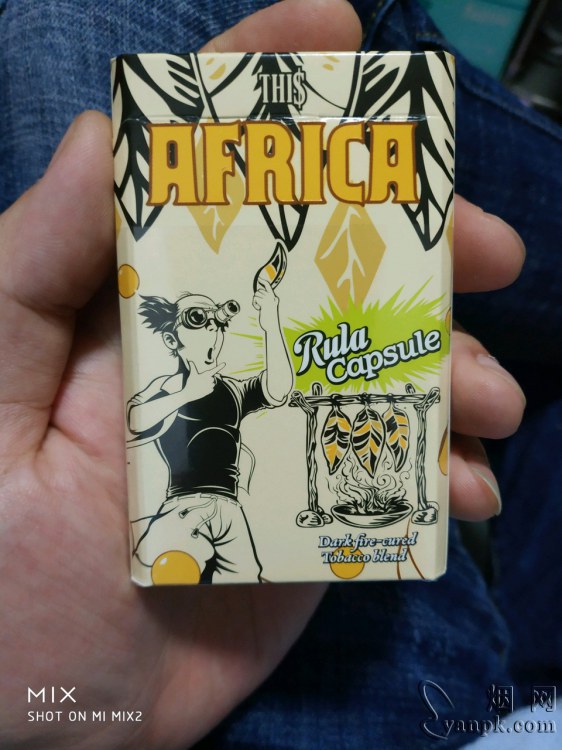 THI$
AFRICA
Rula
Capsule
Dark fire-cured
Tobacco blend
MIX
SHOT ON MI MIX2
烟网
yanpk.com